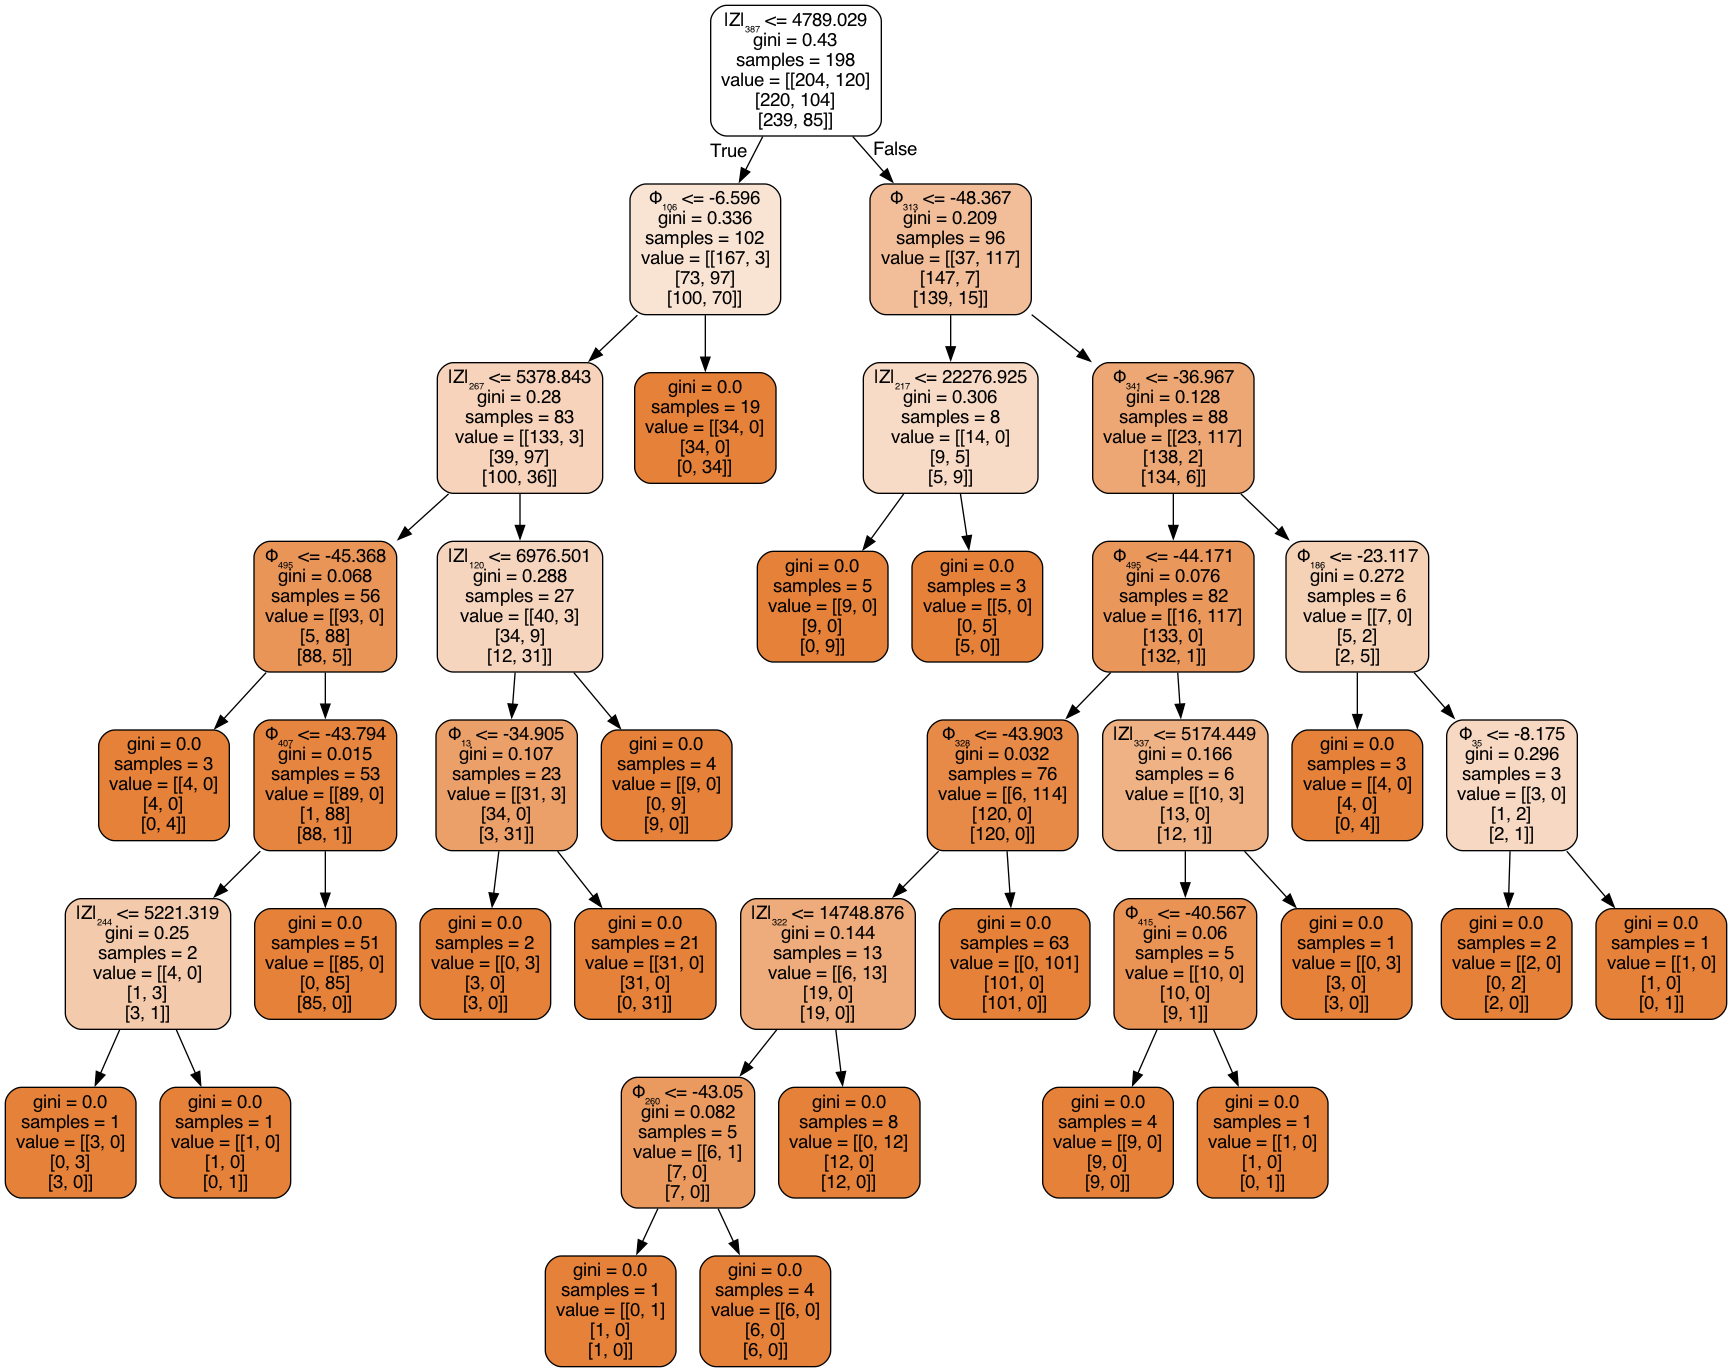 |Z|₃₈₇ <= 4789.029
gini = 0.43
samples = 198
value = [[204, 120]
[220, 104]
[239, 85]]
True
False
Φ₁₀₆ <= -6.596
gini = 0.336
samples = 102
value = [[167, 3]
[73, 97]
[100, 70]]
Φ₃₁₃ <= -48.367
gini = 0.209
samples = 96
value = [[37, 117]
[147, 7]
[139, 15]]
|Z|₂₆₇ <= 5378.843
gini = 0.28
samples = 83
value = [[133, 3]
[39, 97]
[100, 36]]
gini = 0.0
samples = 19
value = [[34, 0]
[34, 0]
[0, 34]]
|Z|₂₁₇ <= 22276.925
gini = 0.306
samples = 8
value = [[14, 0]
[9, 5]
[5, 9]]
Φ₃₄₁ <= -36.967
gini = 0.128
samples = 88
value = [[23, 117]
[138, 2]
[134, 6]]
Φ₄₉₅ <= -45.368
gini = 0.068
samples = 56
value = [[93, 0]
[5, 88]
[88, 5]]
|Z|₁₂₀ <= 6976.501
gini = 0.288
samples = 27
value = [[40, 3]
[34, 9]
[12, 31]]
gini = 0.0
samples = 5
value = [[9, 0]
[9, 0]
[0, 9]]
gini = 0.0
samples = 3
value = [[5, 0]
[0, 5]
[5, 0]]
Φ₄₉₅ <= -44.171
gini = 0.076
samples = 82
value = [[16, 117]
[133, 0]
[132, 1]]
Φ₁₈₆ <= -23.117
gini = 0.272
samples = 6
value = [[7, 0]
[5, 2]
[2, 5]]
gini = 0.0
samples = 3
value = [[4, 0]
[4, 0]
[0, 4]]
Φ₄₀₇ <= -43.794
gini = 0.015
samples = 53
value = [[89, 0]
[1, 88]
[88, 1]]
Φ₁₃ <= -34.905
gini = 0.107
samples = 23
value = [[31, 3]
[34, 0]
[3, 31]]
gini = 0.0
samples = 4
value = [[9, 0]
[0, 9]
[9, 0]]
Φ₃₂₈ <= -43.903
gini = 0.032
samples = 76
value = [[6, 114]
[120, 0]
[120, 0]]
|Z|₃₃₇ <= 5174.449
gini = 0.166
samples = 6
value = [[10, 3]
[13, 0]
[12, 1]]
gini = 0.0
samples = 3
value = [[4, 0]
[4, 0]
[0, 4]]
Φ₃₅ <= -8.175
gini = 0.296
samples = 3
value = [[3, 0]
[1, 2]
[2, 1]]
|Z|₂₄₄ <= 5221.319
gini = 0.25
samples = 2
value = [[4, 0]
[1, 3]
[3, 1]]
gini = 0.0
samples = 51
value = [[85, 0]
[0, 85]
[85, 0]]
gini = 0.0
samples = 2
value = [[0, 3]
[3, 0]
[3, 0]]
gini = 0.0
samples = 21
value = [[31, 0]
[31, 0]
[0, 31]]
|Z|₃₂₂ <= 14748.876
gini = 0.144
samples = 13
value = [[6, 13]
[19, 0]
[19, 0]]
gini = 0.0
samples = 63
value = [[0, 101]
[101, 0]
[101, 0]]
Φ₄₁₅ <= -40.567
gini = 0.06
samples = 5
value = [[10, 0]
[10, 0]
[9, 1]]
gini = 0.0
samples = 1
value = [[0, 3]
[3, 0]
[3, 0]]
gini = 0.0
samples = 2
value = [[2, 0]
[0, 2]
[2, 0]]
gini = 0.0
samples = 1
value = [[1, 0]
[1, 0]
[0, 1]]
gini = 0.0
samples = 1
value = [[3, 0]
[0, 3]
[3, 0]]
gini = 0.0
samples = 1
value = [[1, 0]
[1, 0]
[0, 1]]
Φ₂₆₀ <= -43.05
gini = 0.082
samples = 5
value = [[6, 1]
[7, 0]
[7, 0]]
gini = 0.0
samples = 8
value = [[0, 12]
[12, 0]
[12, 0]]
gini = 0.0
samples = 4
value = [[9, 0]
[9, 0]
[9, 0]]
gini = 0.0
samples = 1
value = [[1, 0]
[1, 0]
[0, 1]]
gini = 0.0
samples = 1
value = [[0, 1]
[1, 0]
[1, 0]]
gini = 0.0
samples = 4
value = [[6, 0]
[6, 0]
[6, 0]]